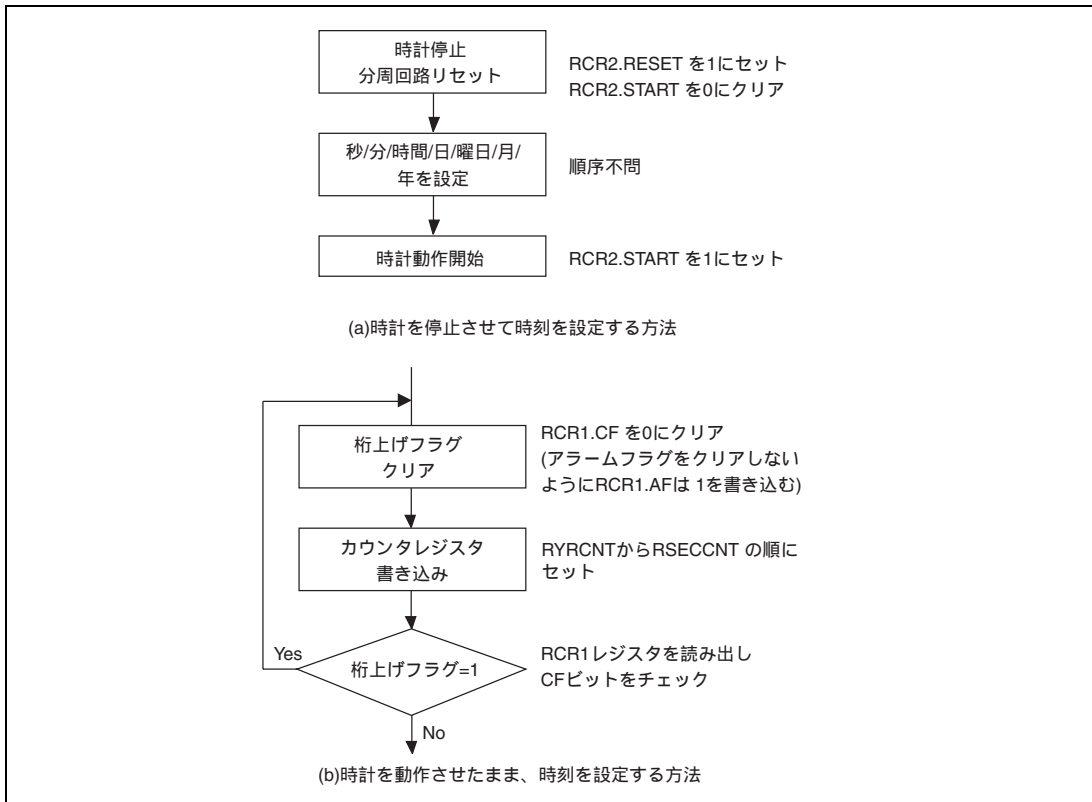 時計停止
分周回路リセット
RCR2.RESET を1にセット
RCR2.START を0にクリア
秒/分/時間/日/曜日/月/
年を設定
順序不問
時計動作開始
RCR2.START を1にセット
(a)時計を停止させて時刻を設定する方法
桁上げフラグ
クリア
RCR1.CF を0にクリア
(アラームフラグをクリアしない
ようにRCR1.AFは 1を書き込む)
カウンタレジスタ
書き込み
RYRCNTからRSECCNT の順に
セット
Yes
桁上げフラグ=1
RCR1レジスタを読み出し
CFビットをチェック
No
(b)時計を動作させたまま、時刻を設定する方法